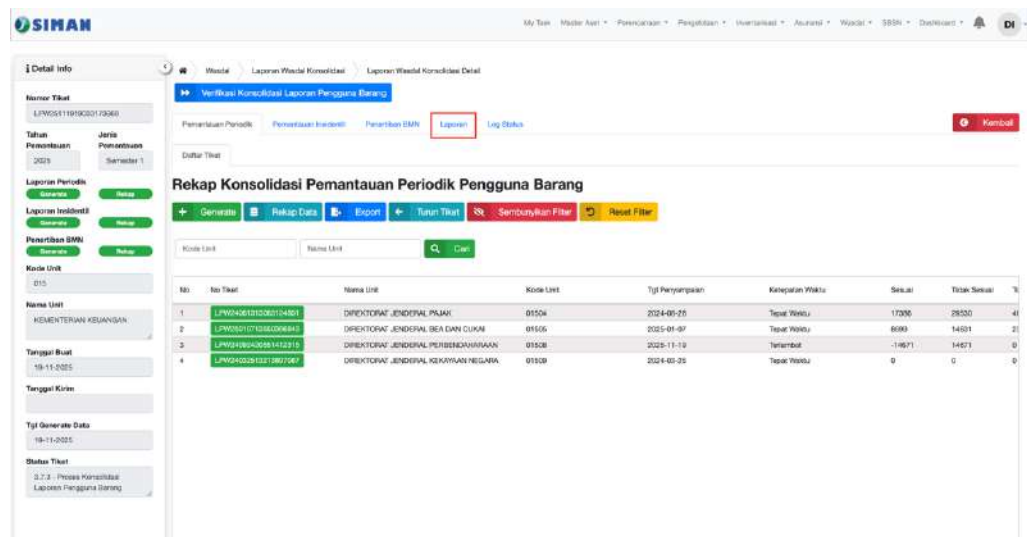 SIMAN
My Task Master Aset Perencanaan Pengelolaan Inventarisasi Asuransi Wasdal SBSN Dashboard DI
Detail Info
Wasdal Laporan Wasdal Konsolidasi Laporan Wasdal Konsolidasi Detail
Verifikasi Konsolidasi Laporan Pengguna Barang
Pemantauan Periodik Pemantauan Insidentil Penertiban BMN Laporan Log Status Kembali
Daftar Tiket
Rekap Konsolidasi Pemantauan Periodik Pengguna Barang
Generate Rekap Data Export Turun Tiket Sembunyikan Filter Reset Filter
Kode Unit Nama Unit Cari
No No Tiket Nama Unit Kode Unit Tgl Penyampaian Ketepatan Waktu Sesuai Tidak Sesuai
1 DIREKTORAT JENDERAL PAJAK 01504 2024-08-26 Tepat Waktu
2 DIREKTORAT JENDERAL BEA DAN CUKAI 01505 2025-01-07 Tepat Waktu 14631
3 DIREKTORAT JENDERAL PERBENDAHARAAN 01508 2025-11-19 Terlambat -14671 14671 0
4 DIREKTORAT JENDERAL KEKAYAAN NEGARA 01509 Tepat Waktu 0 0 0
Nomor Tiket
Tahun Pemantauan
2025
Jenis Pemantauan
Semester 1
Laporan Periodik
Generate Rekap
Laporan Insidentil
Generate Rekap
Penertiban BMN
Generate Rekap
Kode Unit
015
Nama Unit
KEMENTERIAN KEUANGAN
Tanggal Buat
19-11-2025
Tanggal Kirim
Tgl Generate Data
19-11-2025
Status Tiket
3.7.3 - Proses Konsolidasi
Laporan Pengguna Barang